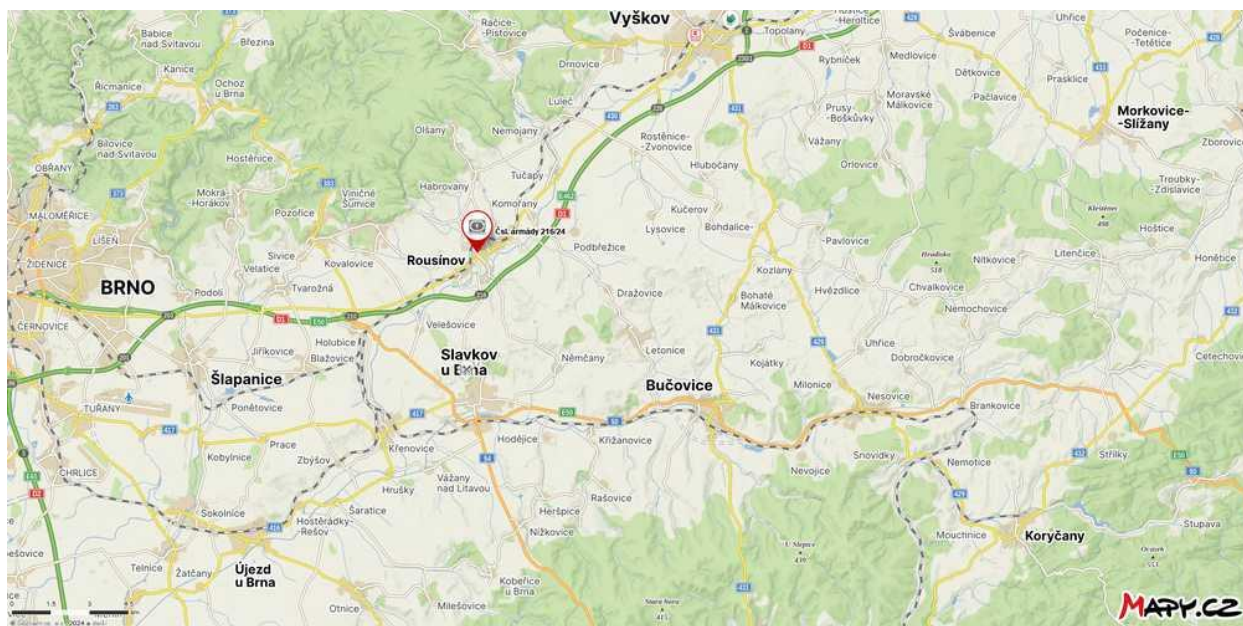 Vyškov
Babice
nad Svitavou
Březina
Račice-
-Pístovice
Topolany
Hoštice
-Heroltice
Švábenice
Uhřice
Počenice-
-Tetětice
Kanice
Řícmanice
Ochoz
u Brna
Drnovice
Rybníček
Medlovice
Dětkovice
Prasklice
Pačlavice
Luleč
Moravské
Málkovice
Morkovice-
-Slížany
Prusy-
-Boškůvky
Olšany
Nemojany
Rostěnice-
-Zvonovice
Vážany
Zborovice
Bílovice
nad Svitavou
Hostěnice
Hlubočany
Orlovice
OBŘANY
Tučapy
Troubky-
-Zdislavice
Habrovany
Mokrá-
-Horákov
Viničné
Šumice
Komořany
Kučerov
MALOMĚŘICE
Pozořice
Čsl. armády 216/24
Lysovice
Bohdalice-
-Pavlovice
LÍŠEŇ
Sivice
Kovalovice
Rousínov
Podbřežice
Hradisko
518
Nítkovice
Litenčice
Honětice
Hoštice
ŽIDENICE
Velatice
Kozlany
Chvalkovice
BRNO
Podolí
Tvarožná
Dražovice
Bohaté
Málkovice
Hvězdlice
Nemochovice
ČERNOVICE
Velešovice
Holubice
Jiříkovice
Blažovice
Slavkov
u Brna
Němčany
Letonice
Uhřice
Dobročkovice
Cetechovice
Kojátky
Šlapanice
Bučovice
Milonice
Nesovice
TUŘANY
Ponětovice
Brankovice
Prace
Hodějice
Křižanovice
Křenovice
Kobylnice
Zbýšov
Snovídky
Nemotice
Střílky
CHRLICE
Nevojice
Vážany
nad Litavou
Hrušky
Rašovice
Šaratice
Heršpice
Sokolnice
Hostěrádky-
-Rešov
Nížkovice
Mouchnice
Koryčany
Stupava
Telnice
Žatčany
Újezd
u Brna
Kobeřice
u Brna
Otnice
Milešovice
MAPY.CZ